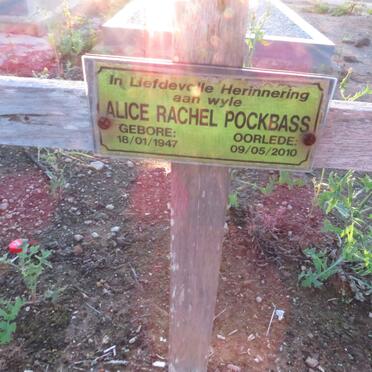 In Liefdevolle Herinnering
aan wyle
ALICE RACHEL POCKBASS
GEBORE: OORLEDE:
18/01/1947 09/05/2010